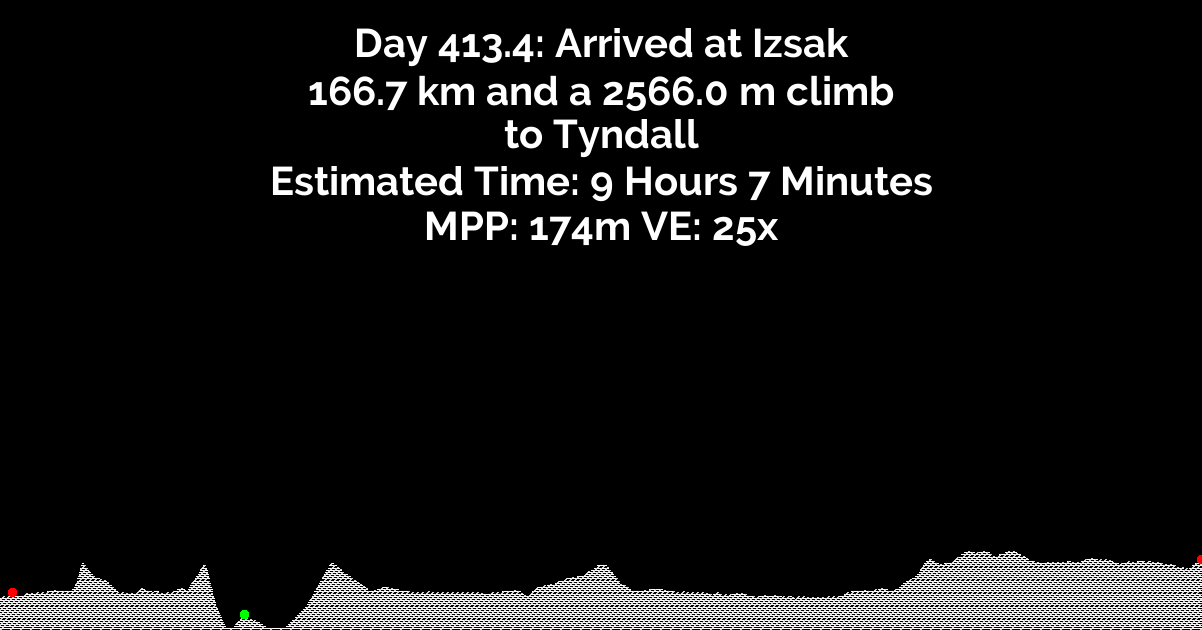 Day 413.4: Arrived at Izsak
166.7 km and a 2566.0 m climb
to Tyndall
Estimated Time: 9 Hours 7 Minutes
MPP: 174m VE: 25x